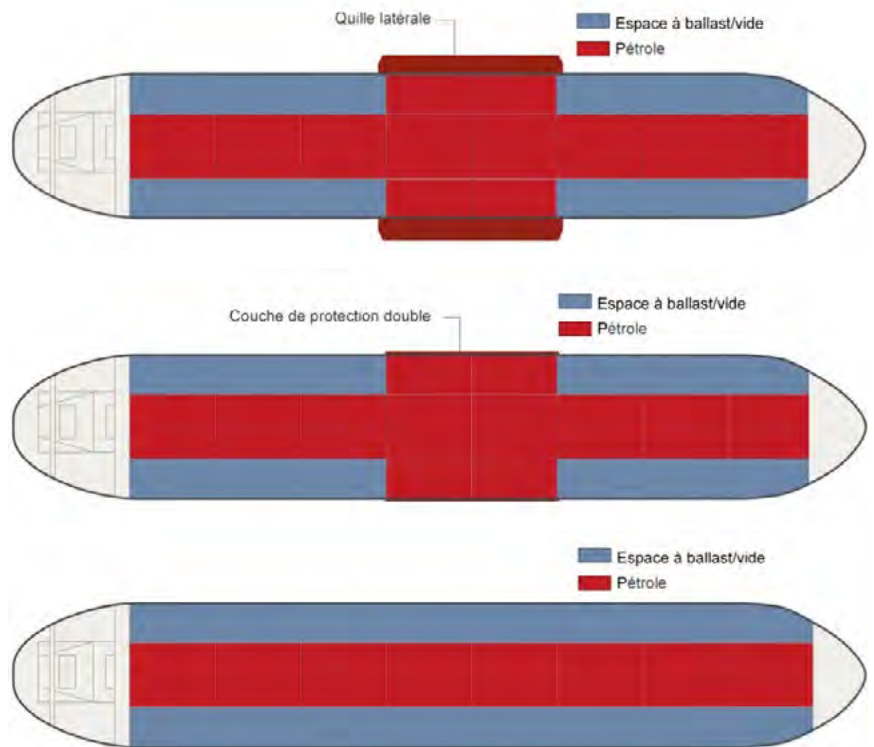 Quille latérale
Espace à ballast/vide
Pétrole
Espace à ballast/vide
Couche de protection double
Pétrole
Espace à ballast/vide
Pétrole